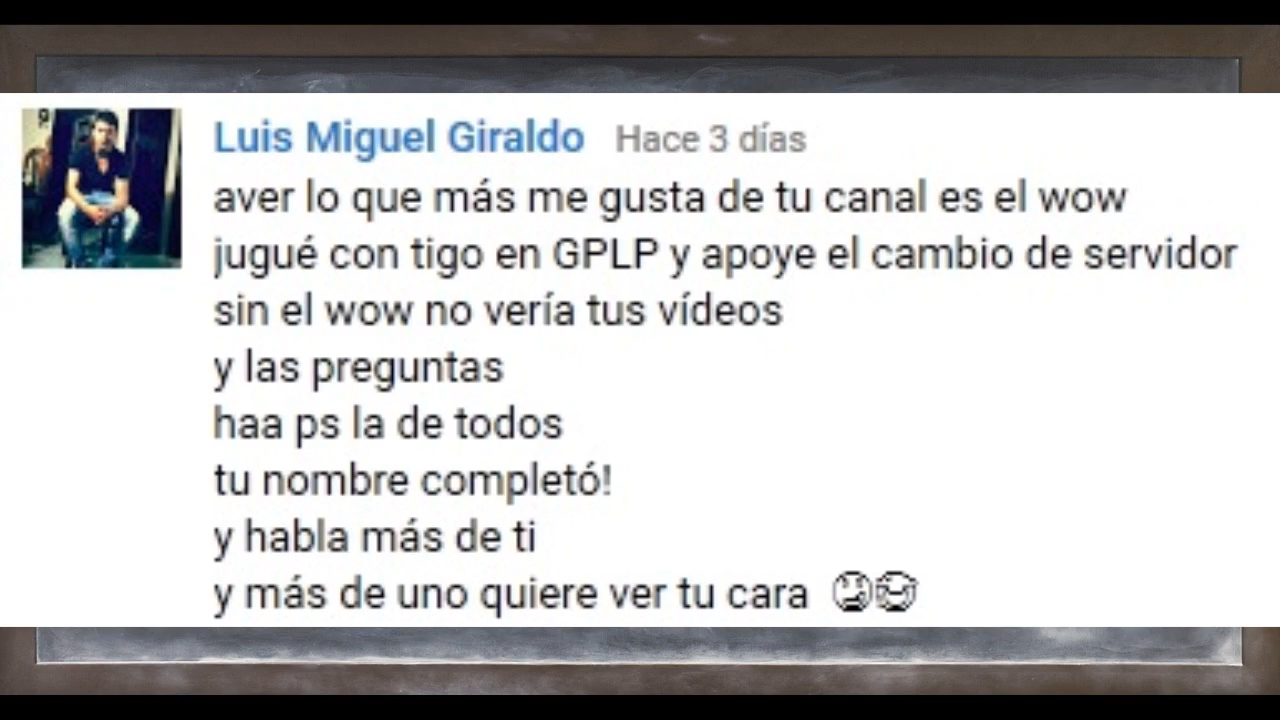 Luis Miguel Giraldo Hace 3 días
aver lo que más me gusta de tu canal es el wow
jugué con tigo en GPLP y apoye el cambio de servidor
sin el wow no vería tus vídeos
y las preguntas
haa ps la de todos
tu nombre completó!
y habla más de ti
y más de uno quiere ver tu cara